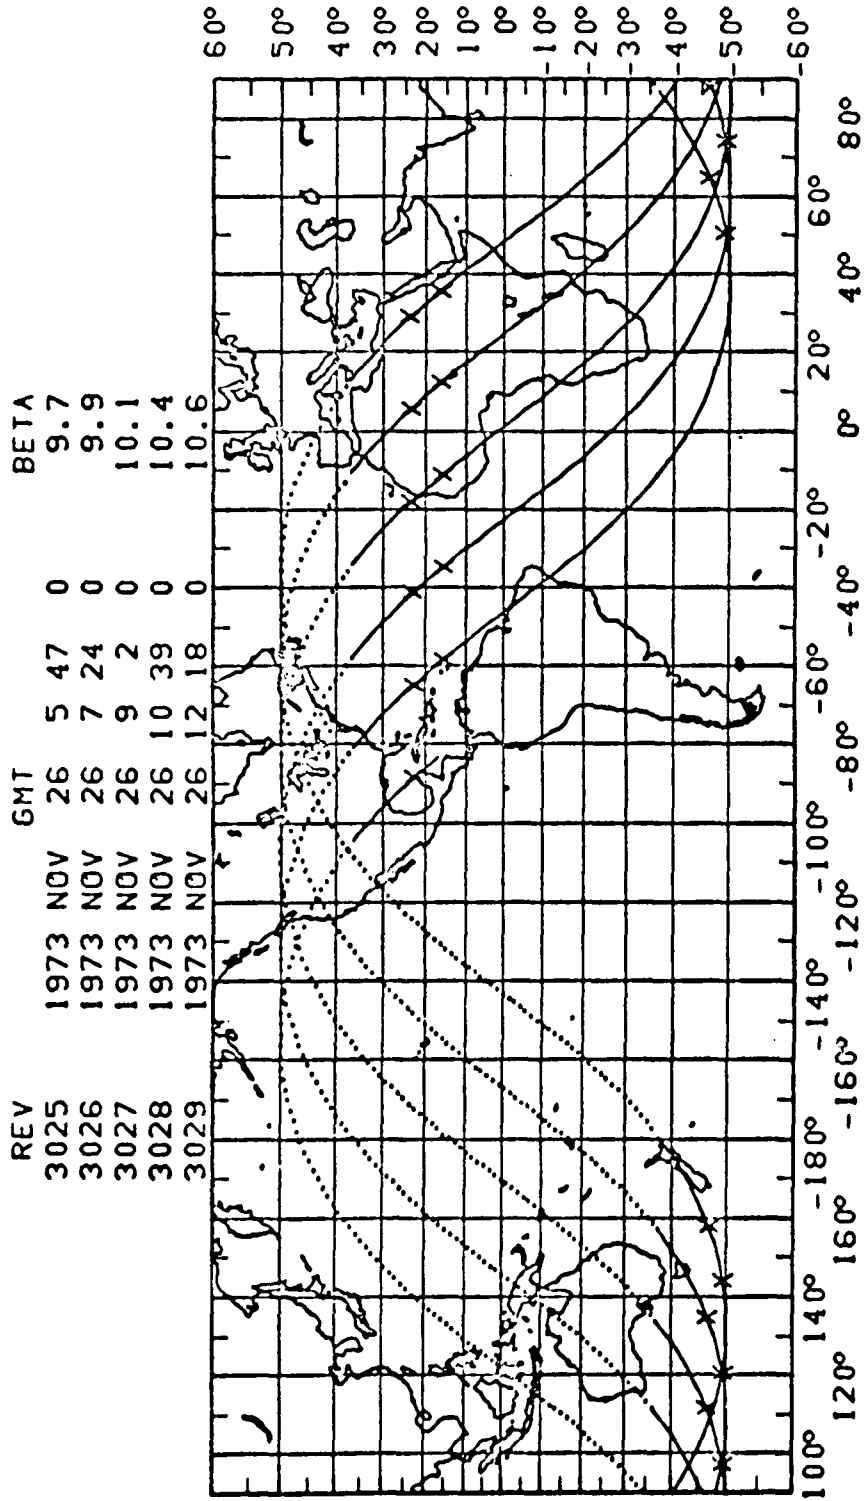 REV GMT BETA
3025 1973 NOV 26 5 47 0 9.7
3026 1973 NOV 26 7 24 0 9.9
3027 1973 NOV 26 9 2 0 10.1
3028 1973 NOV 26 10 39 0 10.4
3029 1973 NOV 26 12 18 0 10.6
60°
50°
40°
30°
20°
10°
0°
-10°
-20°
-30°
-40°
-50°
-60°
100° 120° 140° 160° -180° -160° -140° -120° -100° -80° -60° -40° -20° 0° 20° 40° 60° 80°